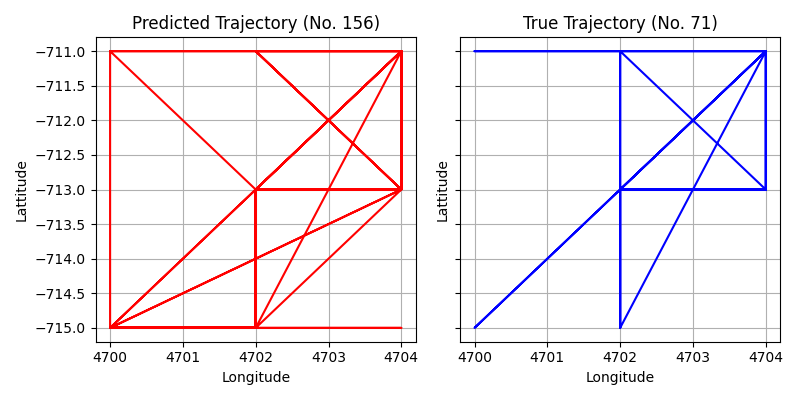 Predicted Trajectory (No. 156)
True Trajectory (No. 71)
−711.0
−711.5
−712.0
−712.5
−713.0
−713.5
−714.0
−714.5
−715.0
Lattitude
Lattitude
4700 4701 4702 4703 4704
4700 4701 4702 4703 4704
Longitude
Longitude